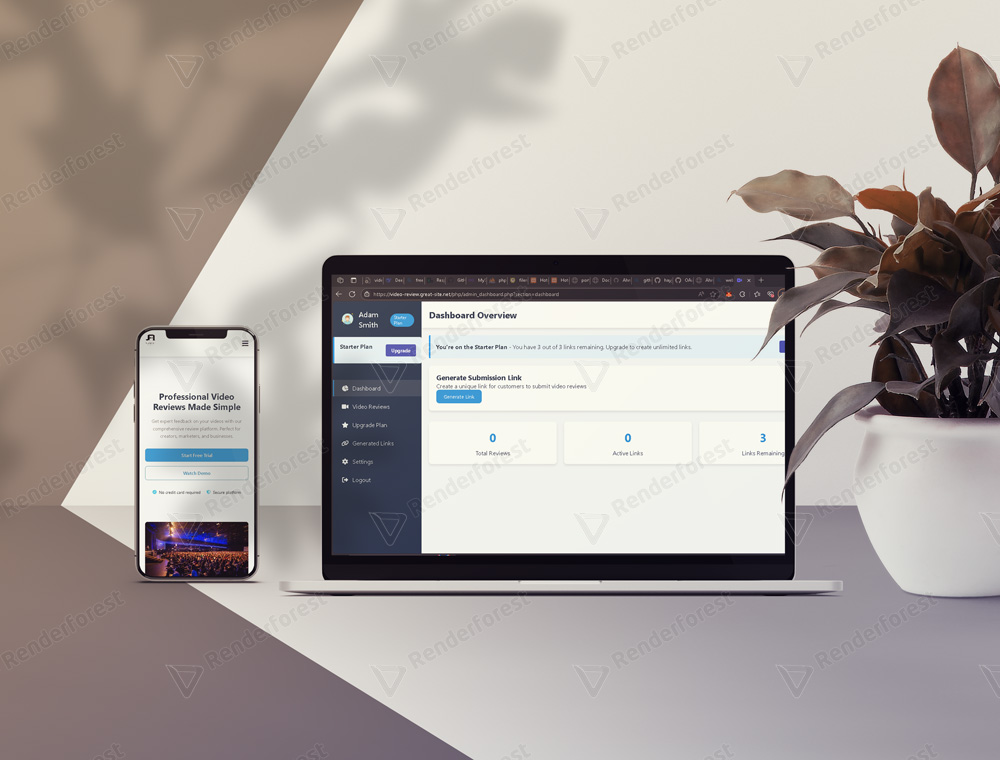 Renderforest
Professional Video
Reviews Made Simple
Get expert feedback on your videos with our
comprehensive review platform. Perfect for
creators, marketers, and businesses.
Start Free Trial
Watch Demo
No credit card required
Secure platform
https://video-review.great-site.net/php/admin_dashboard.php?section=dashboard
Adam
Smith
Starter
Plan
Starter Plan
Upgrade
Dashboard
Video Reviews
Upgrade Plan
Generated Links
Settings
Logout
Dashboard Overview
You're on the Starter Plan - You have 3 out of 3 links remaining. Upgrade to create unlimited links.
Generate Submission Link
Create a unique link for customers to submit video reviews
Generate Link
0
Total Reviews
0
Active Links
3
Links Remaining